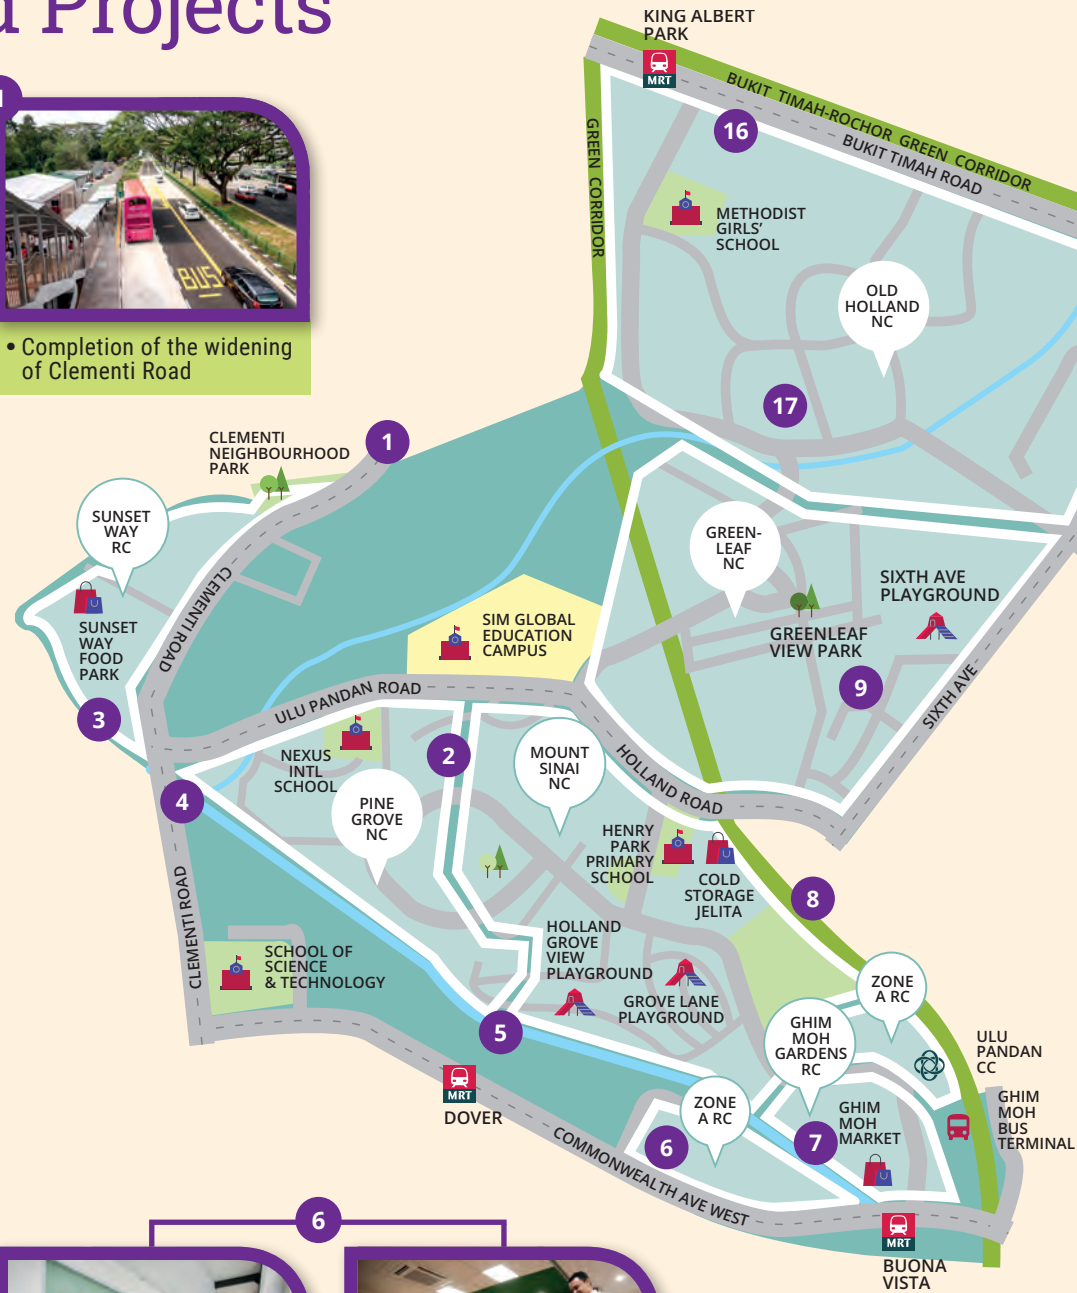 d Projects
KING ALBERT
PARK
MRT
BUKIT TIMAH-ROCHOR GREEN CORRIDOR
BUKIT TIMAH ROAD
16
GREEN CORRIDOR
METHODIST
GIRLS'
SCHOOL
OLD
HOLLAND
NC
17
1
BUS
• Completion of the widening
of Clementi Road
CLEMENTI
NEIGHBOURHOOD
PARK
1
SUNSET
WAY
RC
CLEMENTI ROAD
SUNSET
WAY
FOOD
PARK
3
GREEN-
LEAF
NC
SIXTH AVE
PLAYGROUND
GREENLEAF
VIEW PARK
9
SIXTH AVE
SIM GLOBAL
EDUCATION
CAMPUS
ULU PANDAN ROAD
NEXUS
INTL
SCHOOL
2
MOUNT
SINAI
NC
HOLLAND ROAD
4
PINE
GROVE
NC
HENRY
PARK
PRIMARY
SCHOOL
COLD
STORAGE
JELITA
8
CLEMENTI ROAD
SCHOOL OF
SCIENCE
& TECHNOLOGY
HOLLAND
GROVE
VIEW
PLAYGROUND
GROVE LANE
PLAYGROUND
5
ZONE
A RC
GHIM
MOH
GARDENS
RC
ULU
PANDAN
CC
GHIM
MOH
BUS
TERMINAL
MRT
DOVER
ZONE
A RC
6
7
GHIM
MOH
MARKET
COMMONWEALTH AVE WEST
MRT
BUONA
VISTA
6